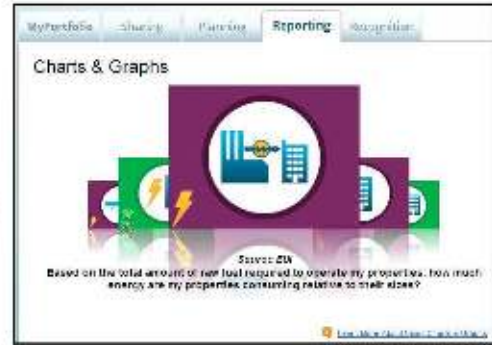 MyPortfolio Sharing Planning Reporting Recognition
Charts & Graphs
Source EUI
Based on the total amount of raw fuel required to operate my properties, how much
energy are my properties consuming relative to their sizes?